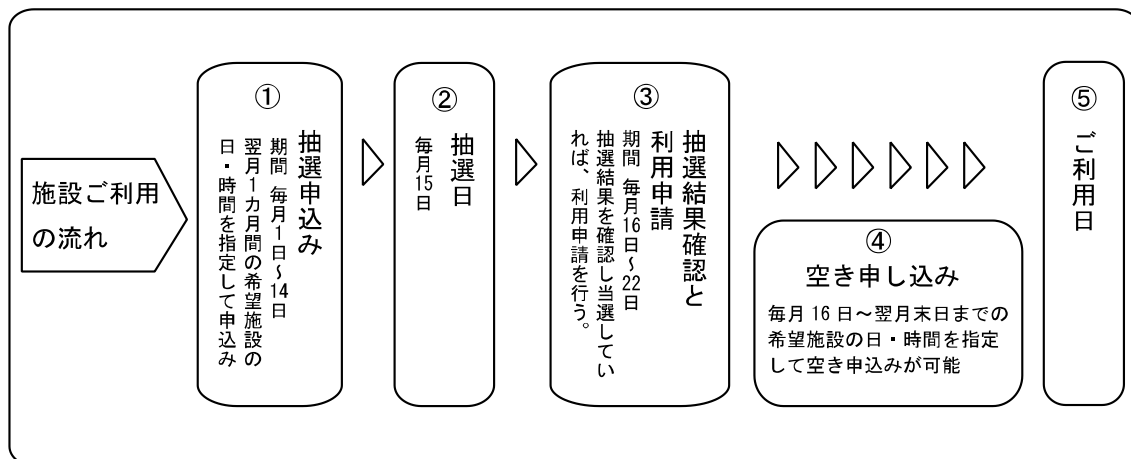 施設ご利用
の流れ
①
抽選申込み
期間 毎月1日～14日
翌月1カ月間の希望施設の
日・時間を指定して申込み
②
抽選日
毎月15日
③
抽選結果確認と
利用申請
期間 毎月16日～22日
抽選結果を確認し当選してい
れば、利用申請を行う。
④
空き申し込み
毎月 16 日～翌月末日までの
希望施設の日・時間を指定
して空き申込みが可能
⑤
ご利用日